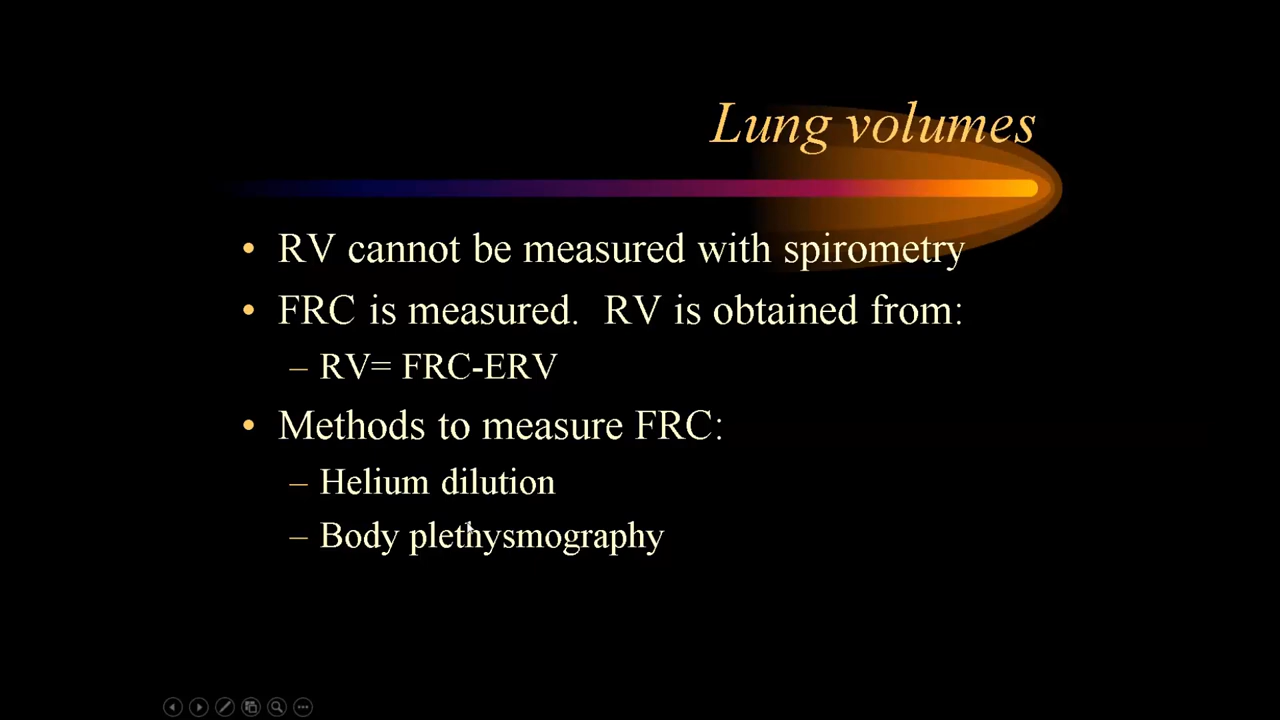 Lung volumes
• RV cannot be measured with spirometry
• FRC is measured.  RV is obtained from:
– RV= FRC-ERV
• Methods to measure FRC:
– Helium dilution
– Body plethysmography